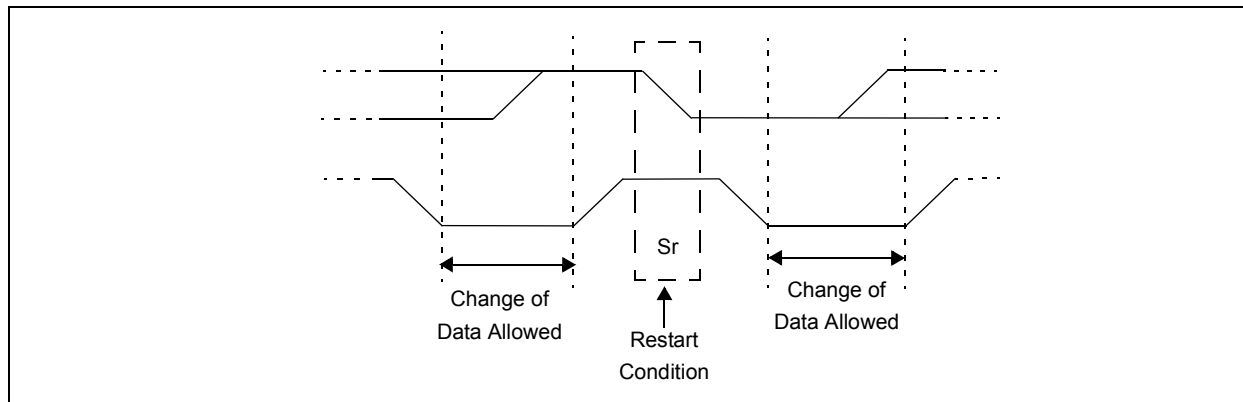 Sr
Change of
Data Allowed
Restart
Condition
Change of
Data Allowed